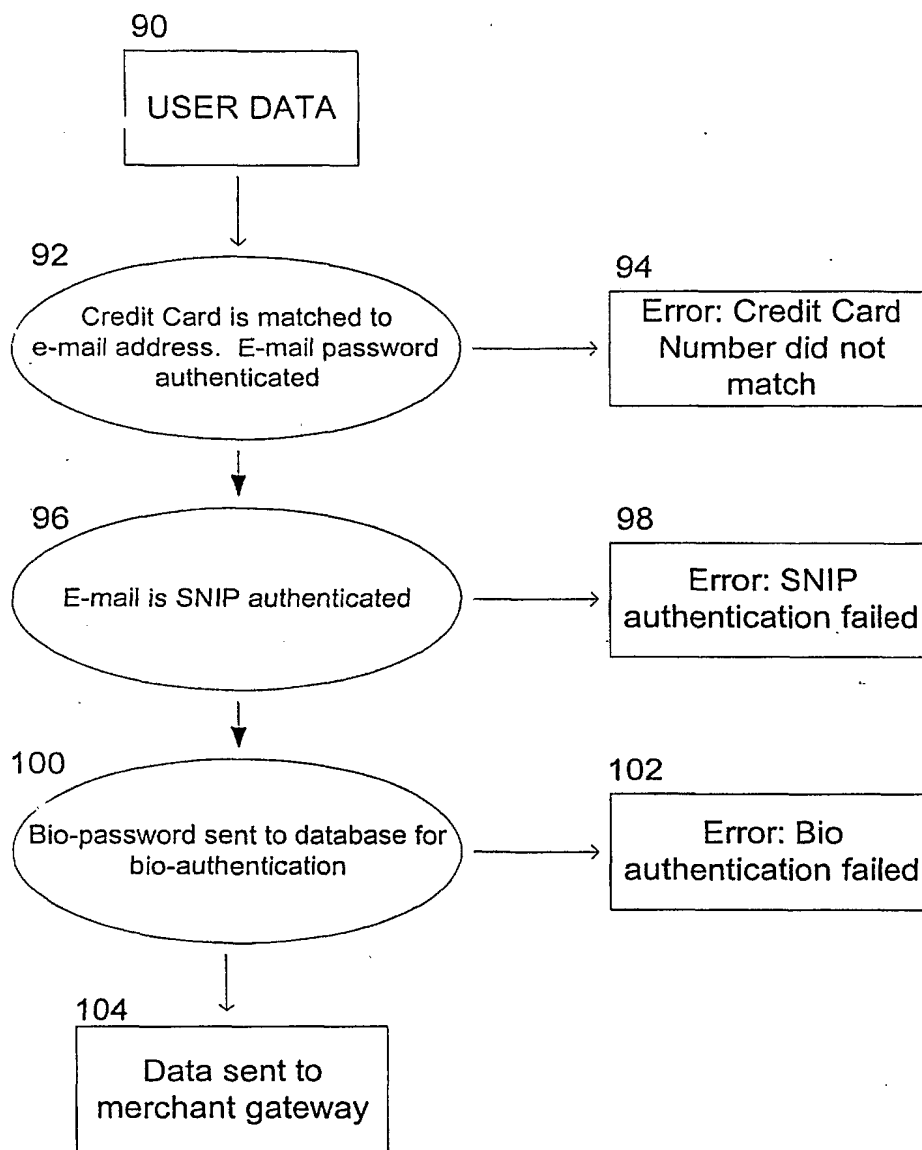 90
USER DATA
92
Credit Card is matched to
e-mail address. E-mail password
authenticated
94
Error: Credit Card
Number did not
match
96
E-mail is SNIP authenticated
98
Error: SNIP
authentication failed
100
Bio-password sent to database for
bio-authentication
102
Error: Bio
authentication failed
104
Data sent to
merchant gateway